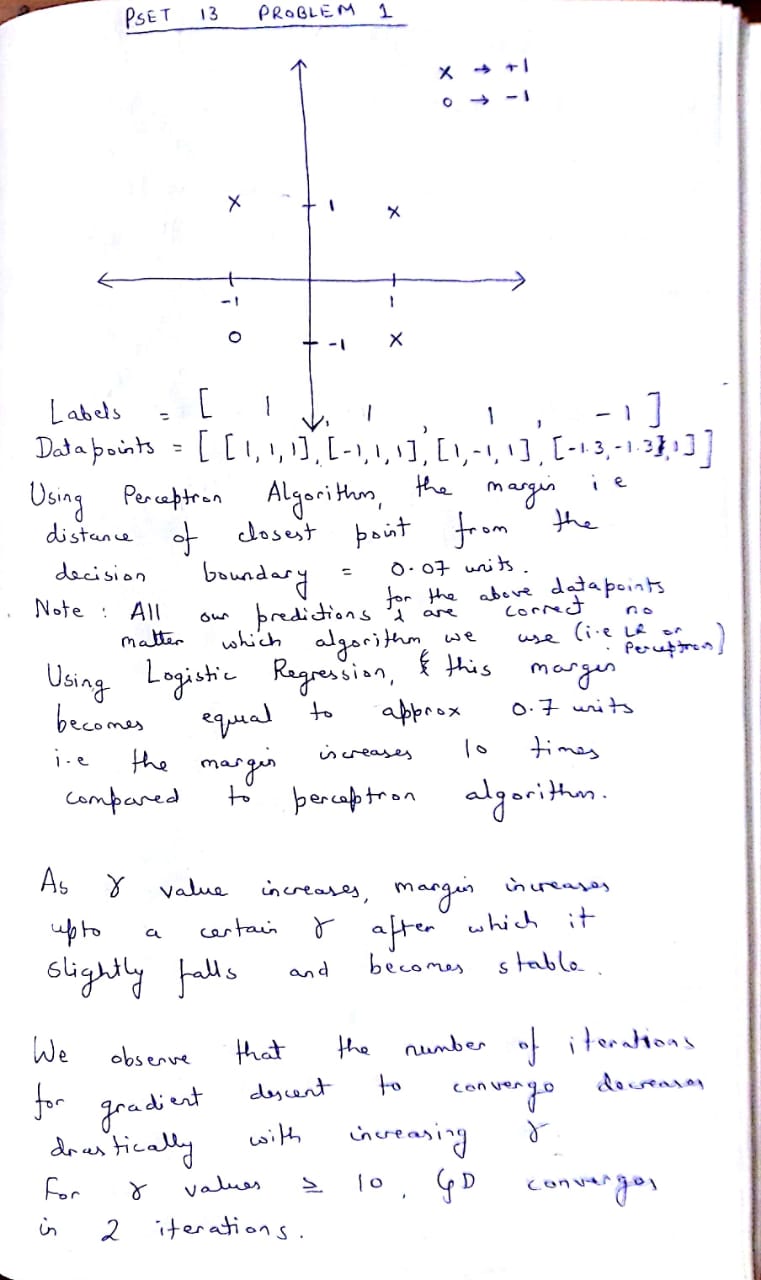 PSET 13 PROBLEM 1
x → +1
o → -1
x
1
x
-1
1
o
-1
x
Labels = [ 1 , 1 , 1 , -1 ]
Data points = [ [1,1,1], [-1,1,1], [1,-1,1], [-1.3,-1.3,1] ]
Using Perceptron Algorithm, the margin i e
distance of closest point from the
decision boundary = 0.07 units.
for the above datapoints
Note : All our predictions are correct no
matter which algorithm we use (i.e LR or Perceptron)
Using Logistic Regression, this margin
becomes equal to approx 0.7 units
i.e the margin increases 10 times
compared to perceptron algorithm.
As γ value increases, margin increases
upto a certain γ after which it
slightly falls and becomes stable.
We observe that the number of iterations
for gradient descent to converge decreases
drastically with increasing γ
For γ values ≥ 10, GD converges
in 2 iterations.